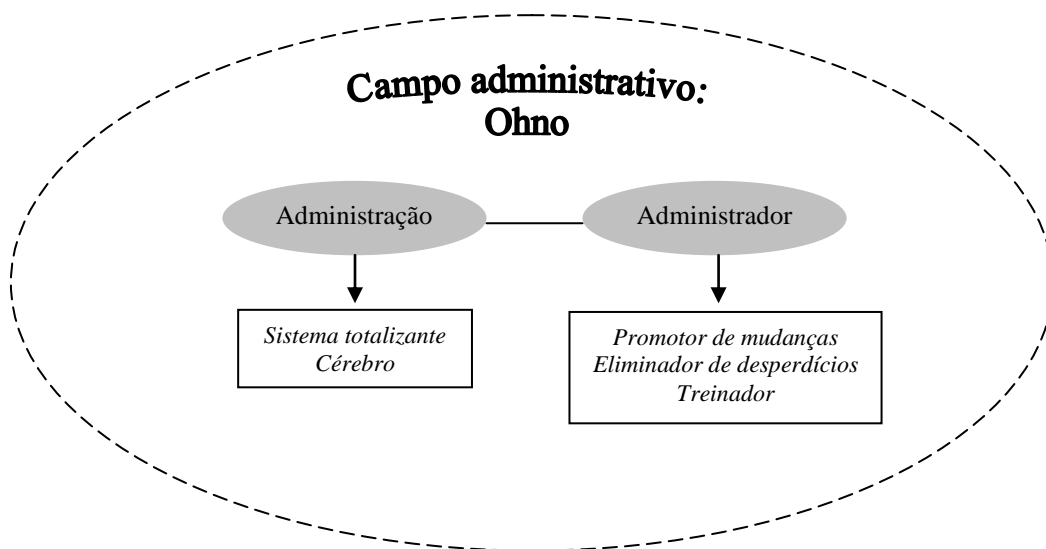 Campo administrativo:
Ohno
Administração
Administrador
Sistema totalizante
Cérebro
Promotor de mudanças
Eliminador de desperdícios
Treinador